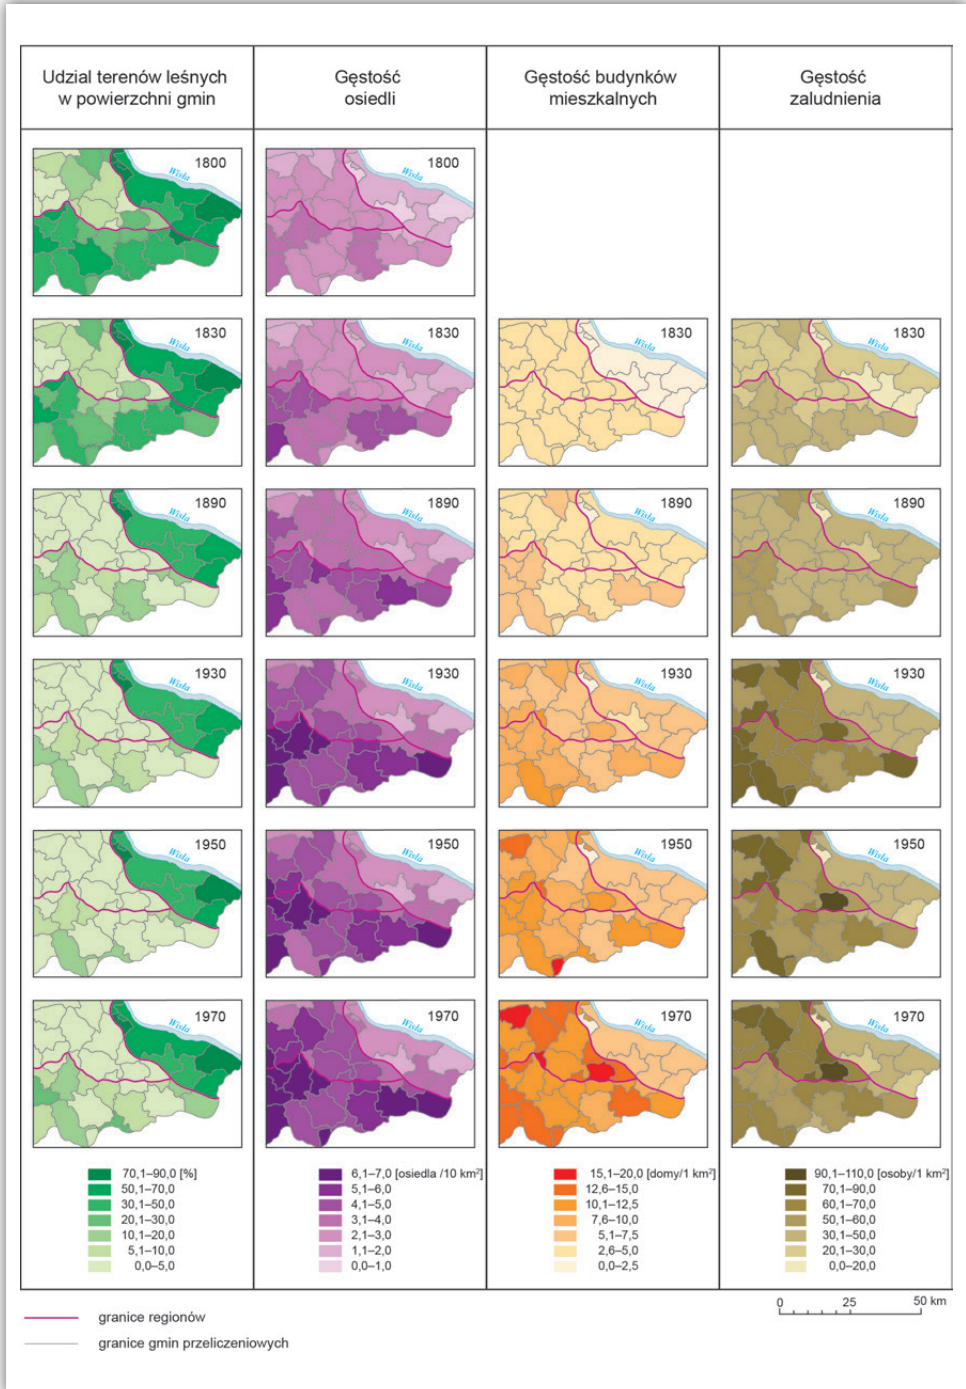 Udzial terenów leśnych
w powierzchni gmin
Gęstość
osiedli
Gęstość budynków
mieszkalnych
Gęstość
zaludnienia
Wisła 1800
Wisła 1800
Wisła 1830
Wisła 1830
Wisła 1830
Wisła 1830
Wisła 1890
Wisła 1890
Wisła 1890
Wisła 1890
Wisła 1930
Wisła 1930
Wisła 1930
Wisła 1930
Wisła 1950
Wisła 1950
Wisła 1950
Wisła 1950
Wisła 1970
Wisła 1970
Wisła 1970
Wisła 1970
70,1–90,0 [%]
50,1–70,0
30,1–50,0
20,1–30,0
10,1–20,0
5,1–10,0
0,0–5,0
6,1–7,0 [osiedla /10 km²]
5,1–6,0
4,1–5,0
3,1–4,0
2,1–3,0
1,1–2,0
0,0–1,0
15,1–20,0 [domy/1 km²]
12,6–15,0
10,1–12,5
7,6–10,0
5,1–7,5
2,6–5,0
0,0–2,5
90,1–110,0 [osoby/1 km²]
70,1–90,0
60,1–70,0
50,1–60,0
30,1–50,0
20,1–30,0
0,0–20,0
granice regionów
granice gmin przeliczeniowych
0 25 50 km